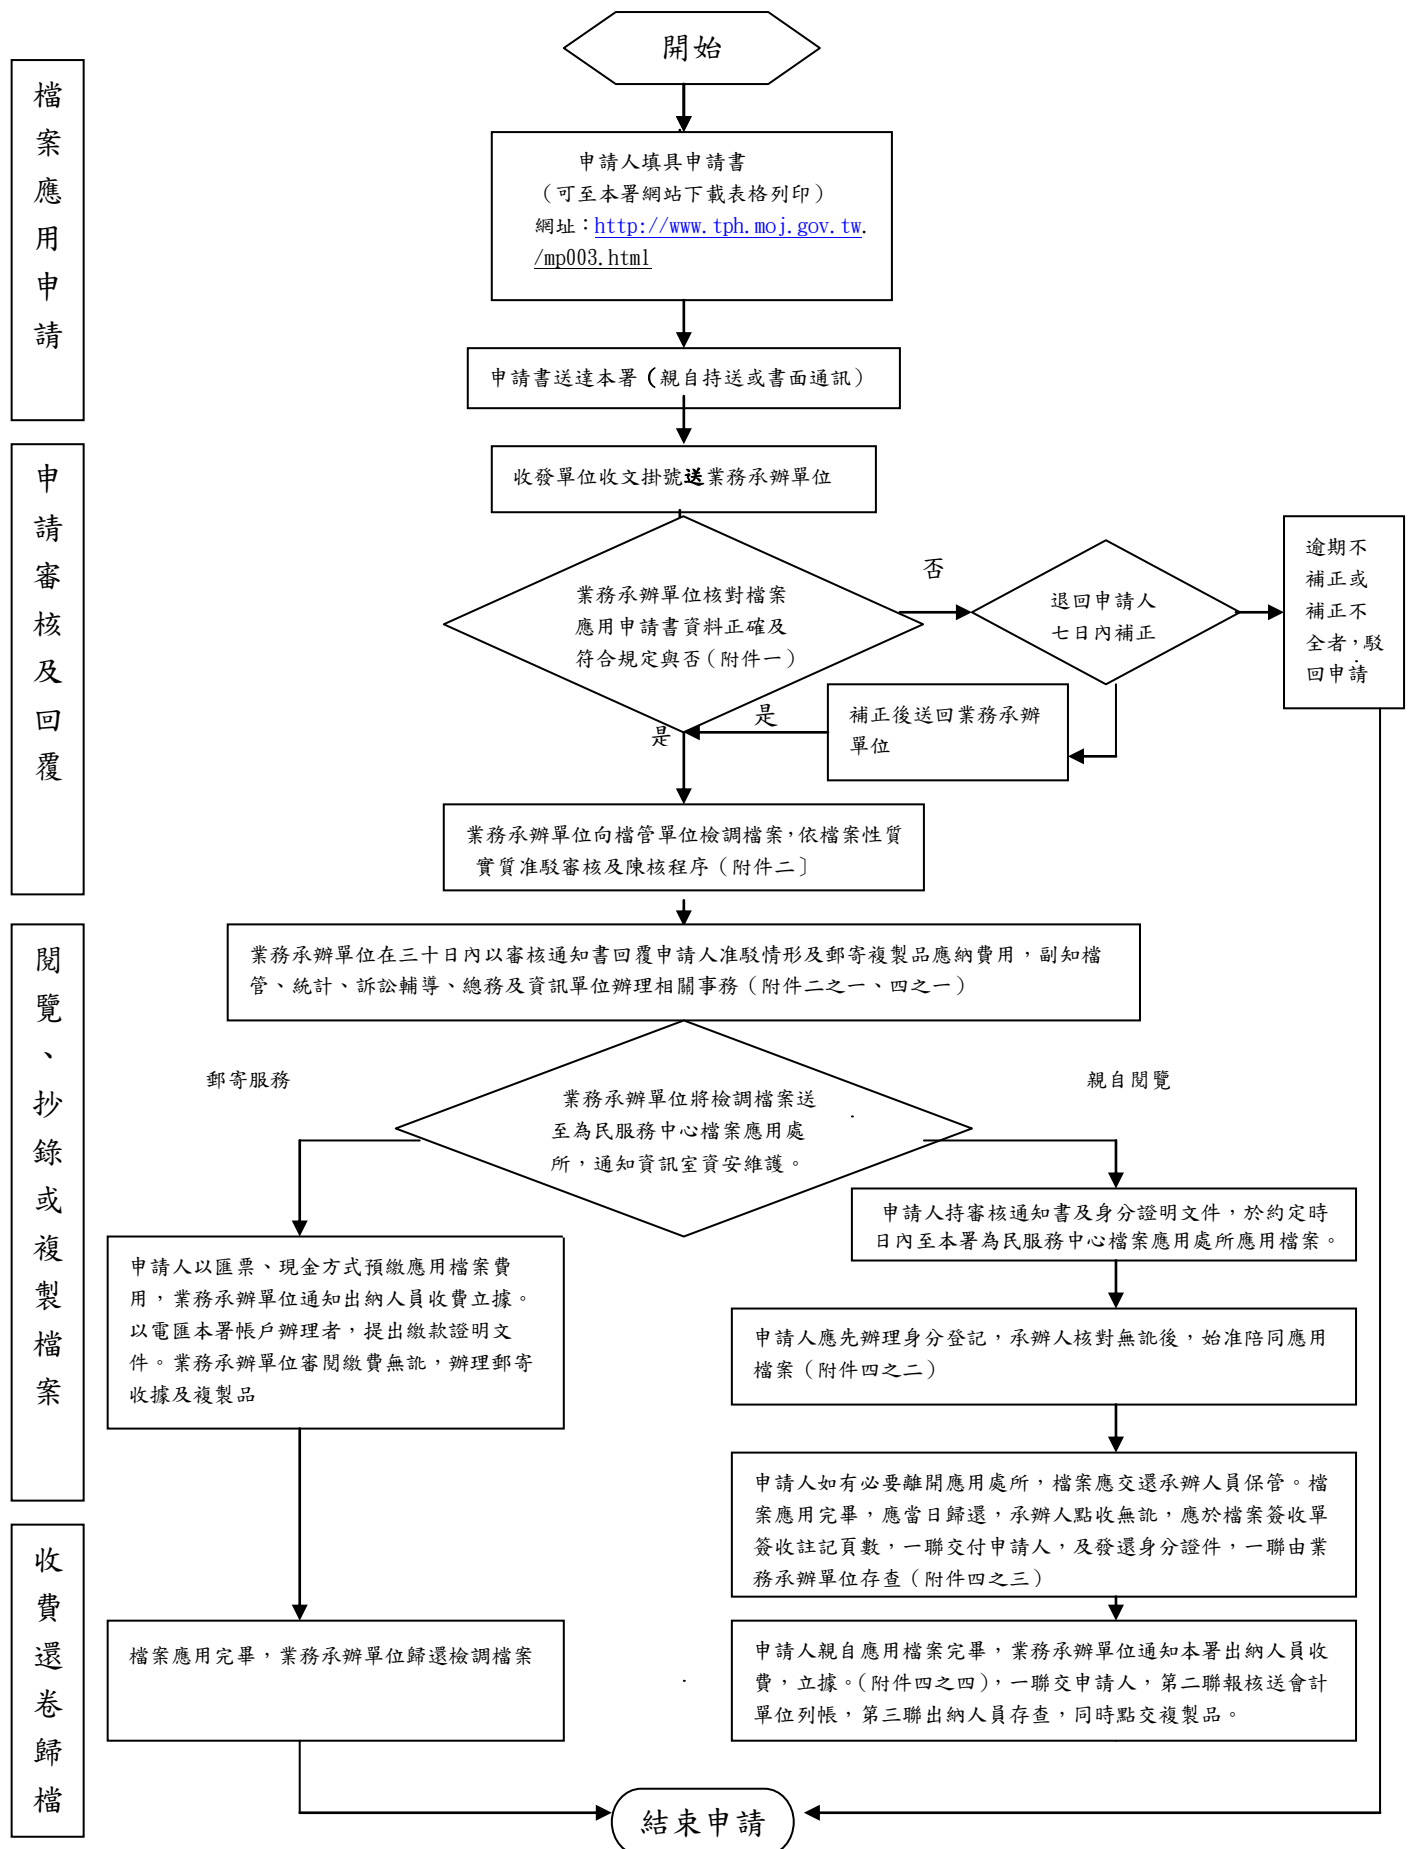 開始
檔案應用申請
申請人填具申請書
（可至本署網站下載表格列印）
網址：http://www.tph.moj.gov.tw.
/mp003.html
申請書送達本署（親自持送或書面通訊）
申請審核及回覆
收發單位收文掛號送業務承辦單位
業務承辦單位核對檔案
應用申請書資料正確及
符合規定與否（附件一）
否
退回申請人
七日內補正
逾期不
補正或
補正不
全者，駁
回申請
是
是
補正後送回業務承辦
單位
業務承辦單位向檔管單位檢調檔案，依檔案性質
實質准駁審核及陳核程序（附件二〕
閱覽、抄錄或複製檔案
業務承辦單位在三十日內以審核通知書回覆申請人准駁情形及郵寄複製品應納費用，副知檔
管、統計、訴訟輔導、總務及資訊單位辦理相關事務（附件二之一、四之一）
郵寄服務
親自閱覽
業務承辦單位將檢調檔案送
至為民服務中心檔案應用處
所，通知資訊室資安維護。
申請人持審核通知書及身分證明文件，於約定時
日內至本署為民服務中心檔案應用處所應用檔案。
申請人以匯票、現金方式預繳應用檔案費
用，業務承辦單位通知出納人員收費立據。
以電匯本署帳戶辦理者，提出繳款證明文
件。業務承辦單位審閱繳費無訛，辦理郵寄
收據及複製品
申請人應先辦理身分登記，承辦人核對無訛後，始准陪同應用
檔案（附件四之二）
申請人如有必要離開應用處所，檔案應交還承辦人員保管。檔
案應用完畢，應當日歸還，承辦人點收無訛，應於檔案簽收單
簽收註記頁數，一聯交付申請人，及發還身分證件，一聯由業
務承辦單位存查（附件四之三）
收費還卷歸檔
檔案應用完畢，業務承辦單位歸還檢調檔案
申請人親自應用檔案完畢，業務承辦單位通知本署出納人員收
費，立據。（附件四之四），一聯交申請人，第二聯報核送會計
單位列帳，第三聯出納人員存查，同時點交複製品。
結束申請